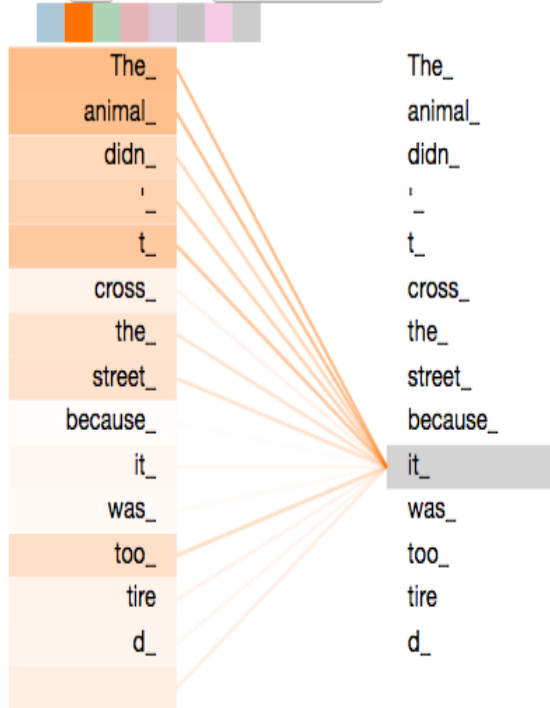 The_ The_
animal_ animal_
didn_ didn_
'_ '_
t_ t_
cross_ cross_
the_ the_
street_ street_
because_ because_
it_ it_
was_ was_
too_ too_
tire tire
d_ d_